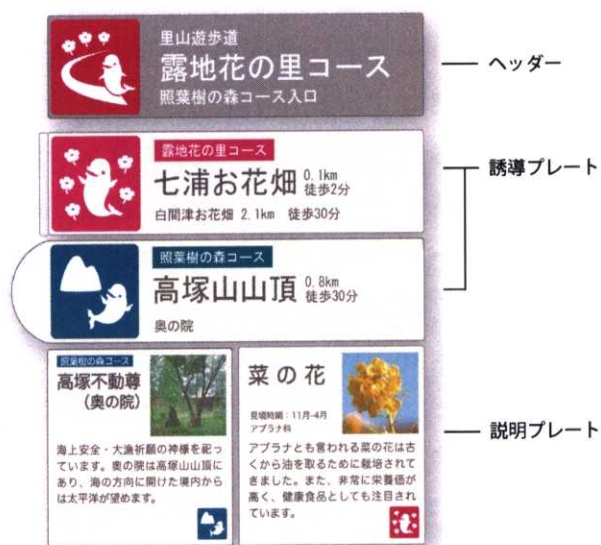 里山遊歩道
露地花の里コース
照葉樹の森コース入口
ヘッダー
露地花の里コース
七浦お花畑 0.1km
徒歩2分
白間津お花畑 2.1km 徒歩30分
誘導プレート
照葉樹の森コース
高塚山山頂 0.8km
徒歩30分
奥の院
照葉樹の森コース
高塚不動尊
(奥の院)
海上安全・大漁祈願の神様を祀っ
ています。奥の院は高塚山山頂に
あり、海の方向に開けた境内から
は太平洋が望めます。
菜の花
見頃時期:11月-4月
アブラナ科
アブラナとも言われる菜の花は古
くから油を取るために栽培されて
きました。また、非常に栄養価が
高く、健康食品としても注目され
ています。
説明プレート